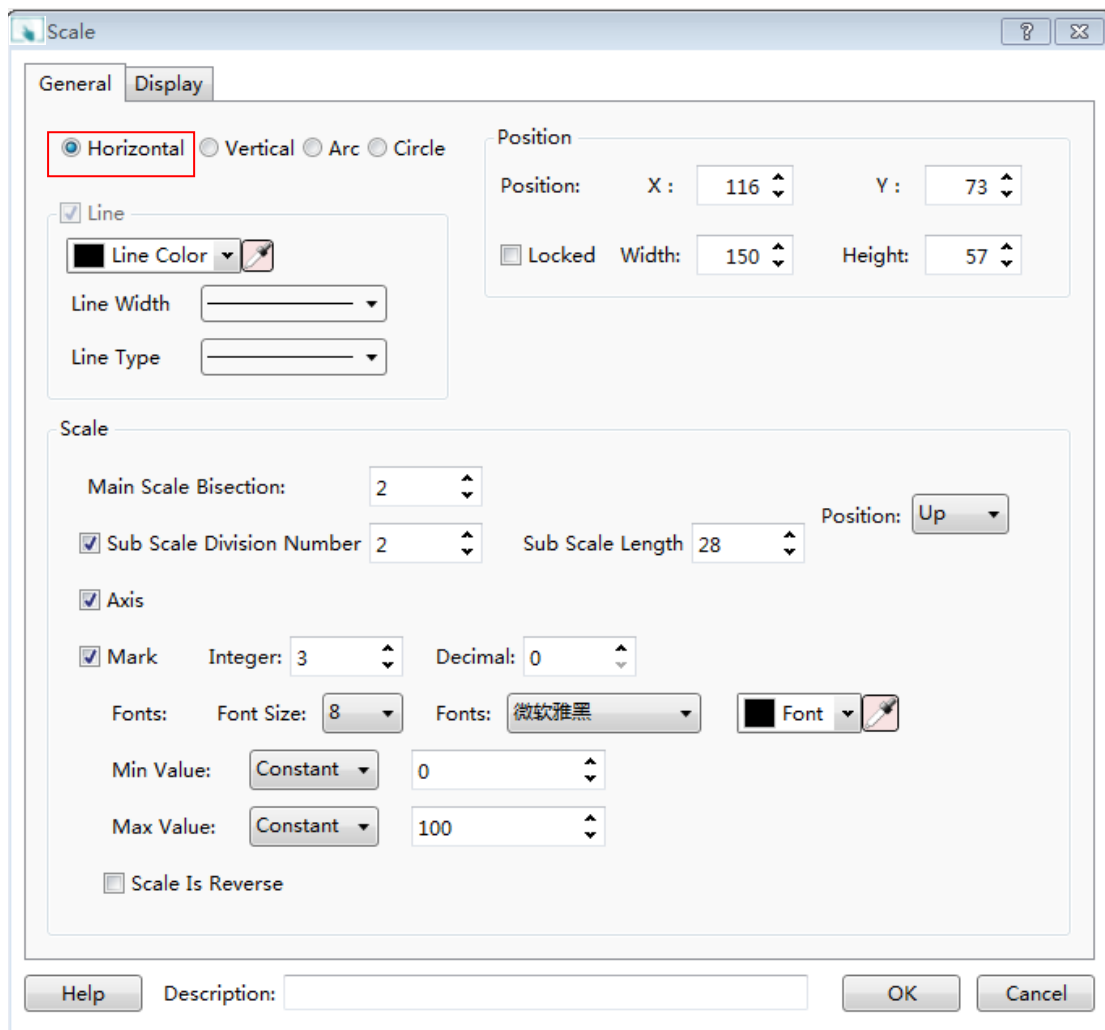 Scale
General Display
Horizontal Vertical Arc Circle
Position
Position: X : 116 Y : 73
Line
Line Color
Locked Width: 150 Height: 57
Line Width
Line Type
Scale
Main Scale Bisection: 2
Position: Up
Sub Scale Division Number 2 Sub Scale Length 28
Axis
Mark Integer: 3 Decimal: 0
Fonts: Font Size: 8 Fonts: 微软雅黑 Font
Min Value: Constant 0
Max Value: Constant 100
Scale Is Reverse
Help Description: OK Cancel